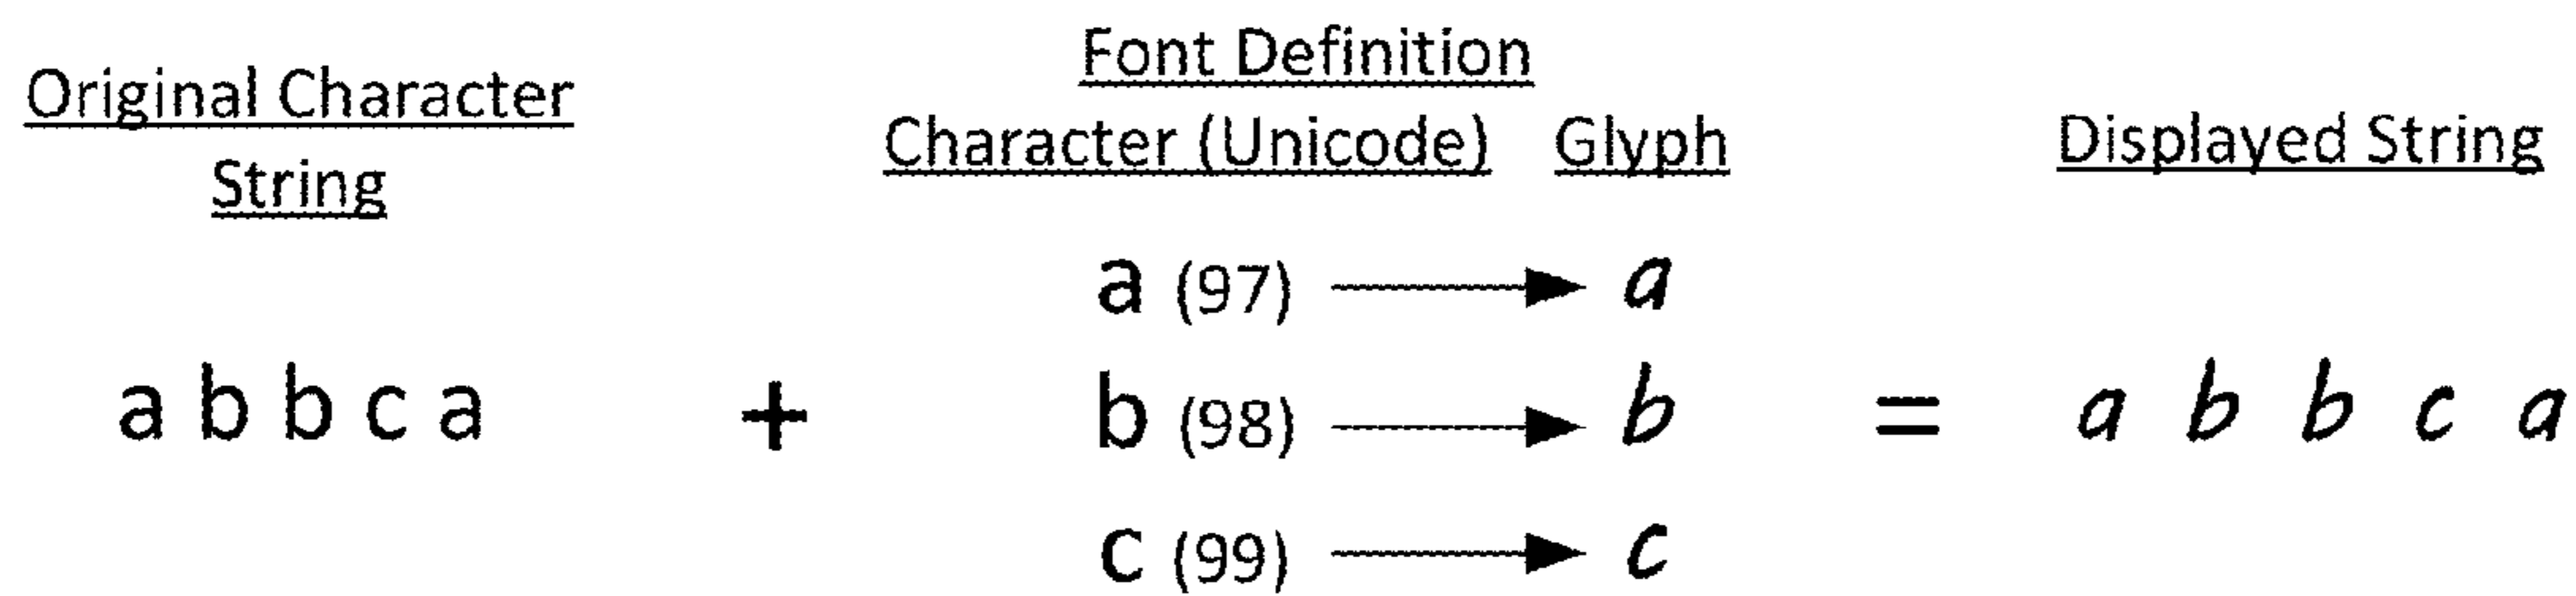 Original Character
String
Font Definition
Character (Unicode) Glyph
Displayed String
a (97) a
a b b c a + b (98) b = a b b c a
c (99) c